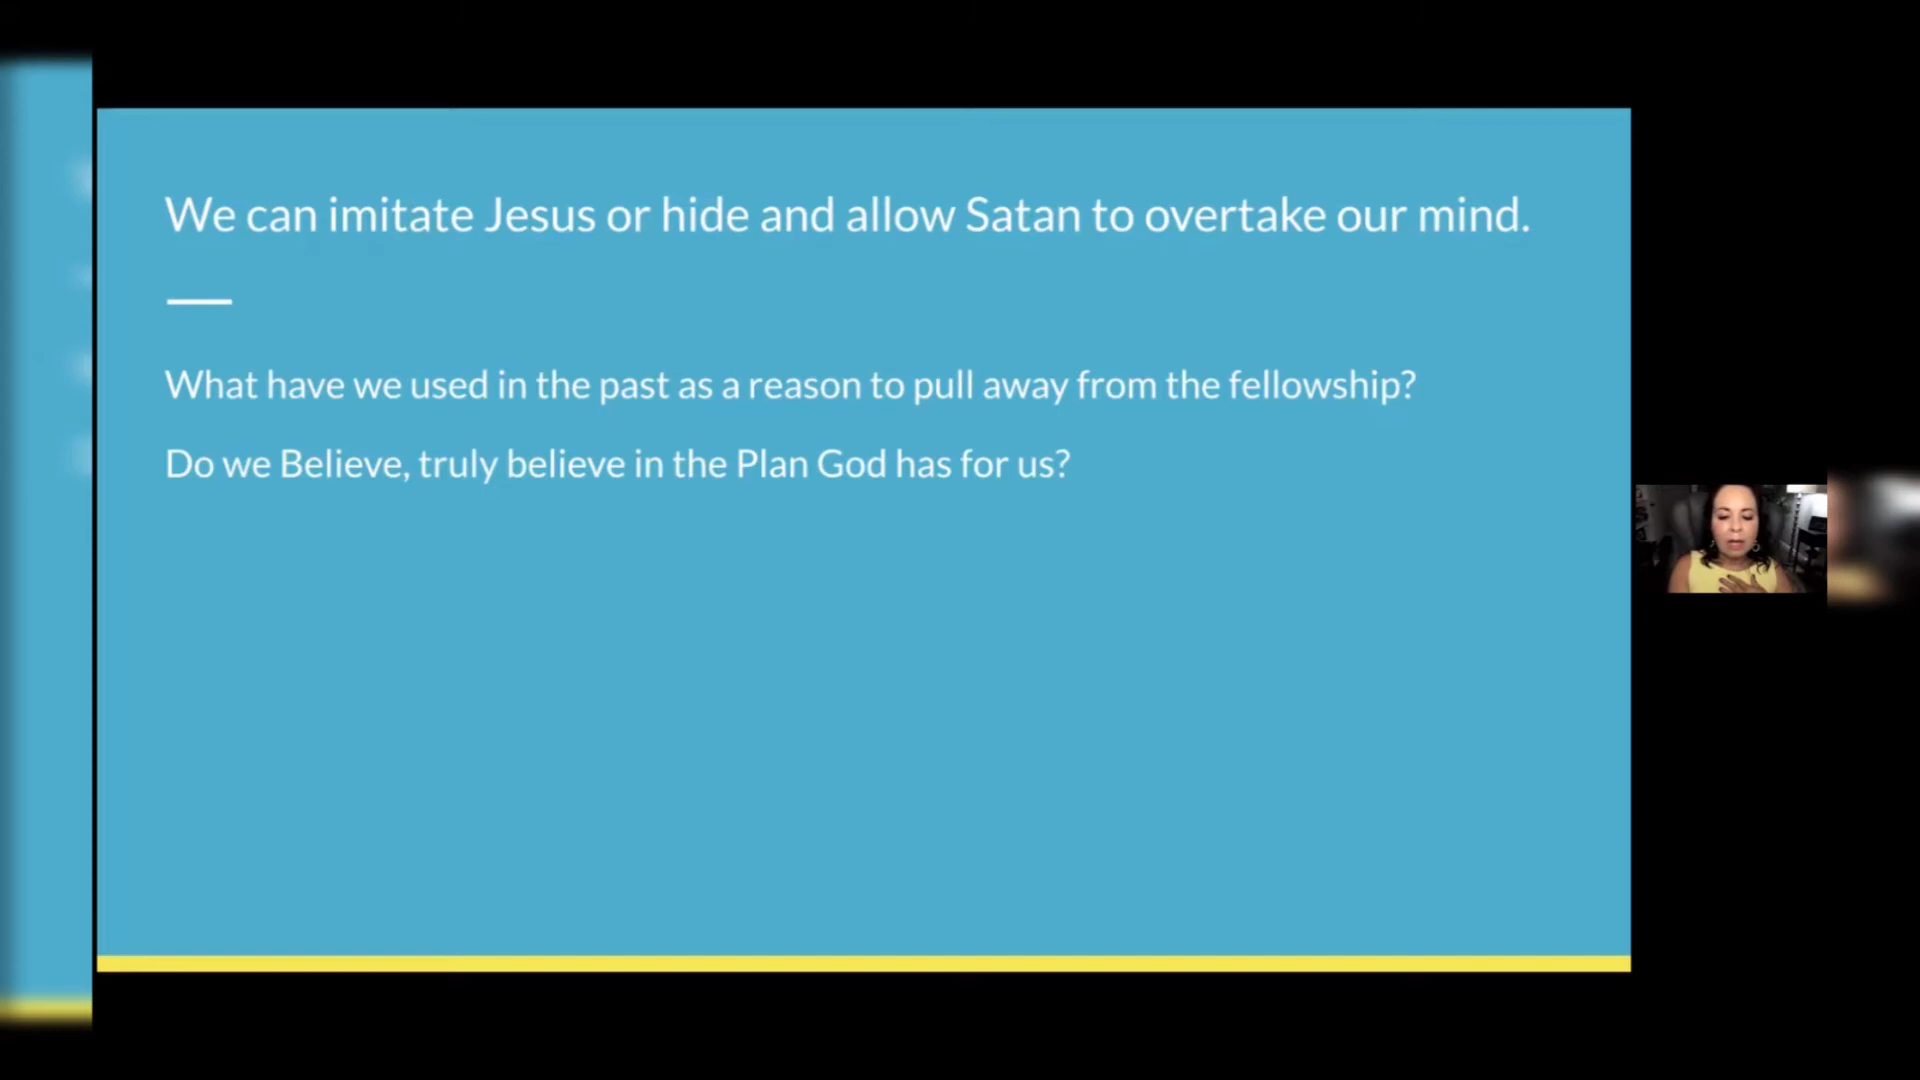 We can imitate Jesus or hide and allow Satan to overtake our mind.
What have we used in the past as a reason to pull away from the fellowship?
Do we Believe, truly believe in the Plan God has for us?